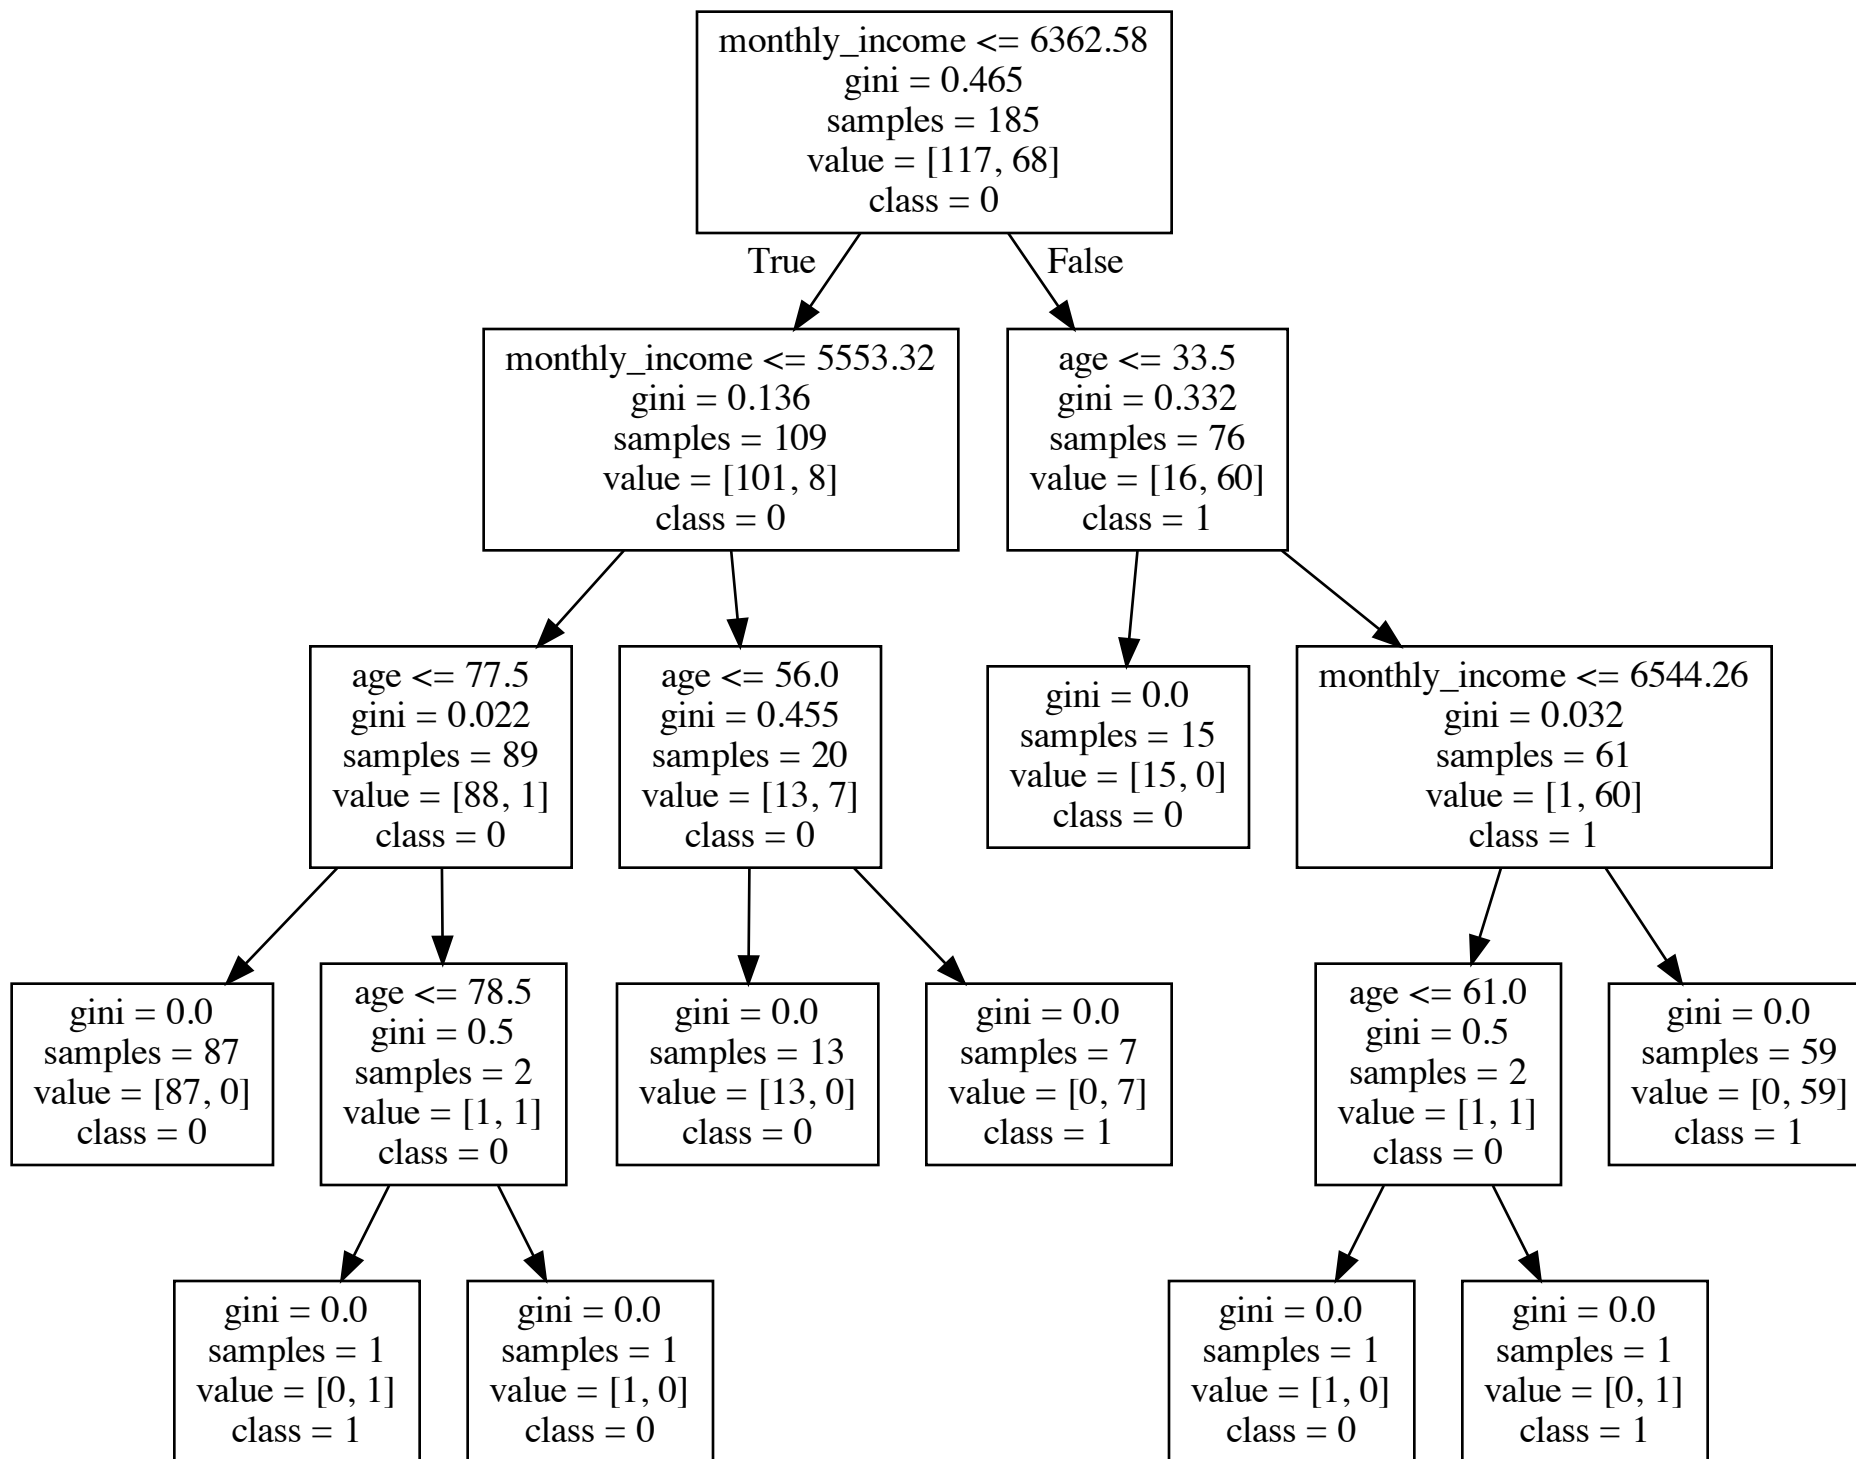 monthly_income <= 6362.58
gini = 0.465
samples = 185
value = [117, 68]
class = 0
True
False
monthly_income <= 5553.32
gini = 0.136
samples = 109
value = [101, 8]
class = 0
age <= 33.5
gini = 0.332
samples = 76
value = [16, 60]
class = 1
age <= 77.5
gini = 0.022
samples = 89
value = [88, 1]
class = 0
age <= 56.0
gini = 0.455
samples = 20
value = [13, 7]
class = 0
gini = 0.0
samples = 15
value = [15, 0]
class = 0
monthly_income <= 6544.26
gini = 0.032
samples = 61
value = [1, 60]
class = 1
gini = 0.0
samples = 87
value = [87, 0]
class = 0
age <= 78.5
gini = 0.5
samples = 2
value = [1, 1]
class = 0
gini = 0.0
samples = 13
value = [13, 0]
class = 0
gini = 0.0
samples = 7
value = [0, 7]
class = 1
age <= 61.0
gini = 0.5
samples = 2
value = [1, 1]
class = 0
gini = 0.0
samples = 59
value = [0, 59]
class = 1
gini = 0.0
samples = 1
value = [0, 1]
class = 1
gini = 0.0
samples = 1
value = [1, 0]
class = 0
gini = 0.0
samples = 1
value = [1, 0]
class = 0
gini = 0.0
samples = 1
value = [0, 1]
class = 1